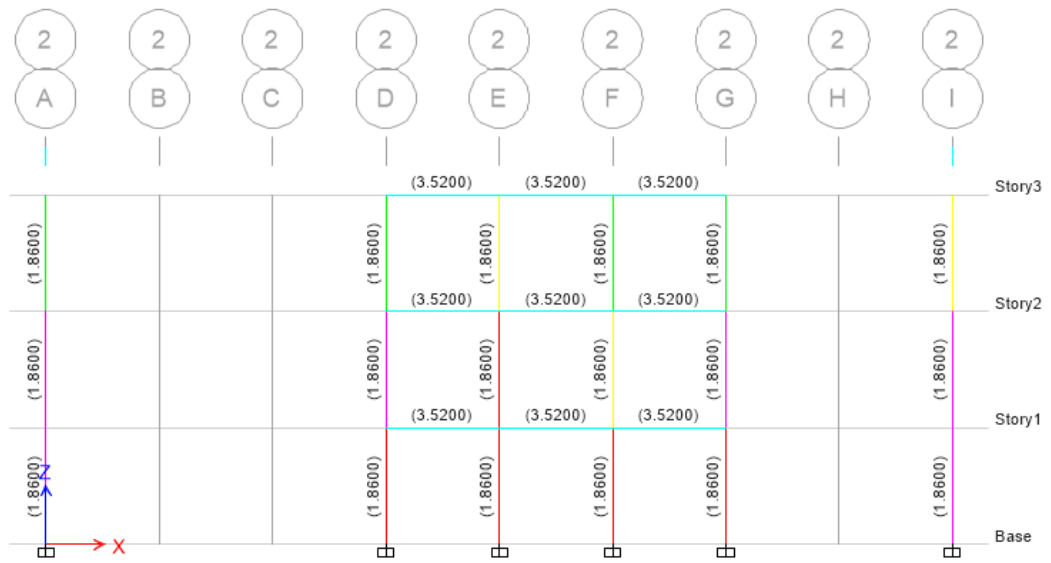 2 2 2 2 2 2 2 2 2
A B C D E F G H I
(3.5200) (3.5200) (3.5200)
Story3
(1.8600) (1.8600) (1.8600) (1.8600) (1.8600) (1.8600)
(3.5200) (3.5200) (3.5200)
Story2
(1.8600) (1.8600) (1.8600) (1.8600) (1.8600) (1.8600)
(3.5200) (3.5200) (3.5200)
Story1
(1.8600) (1.8600) (1.8600) (1.8600) (1.8600) (1.8600)
Z
Base
X